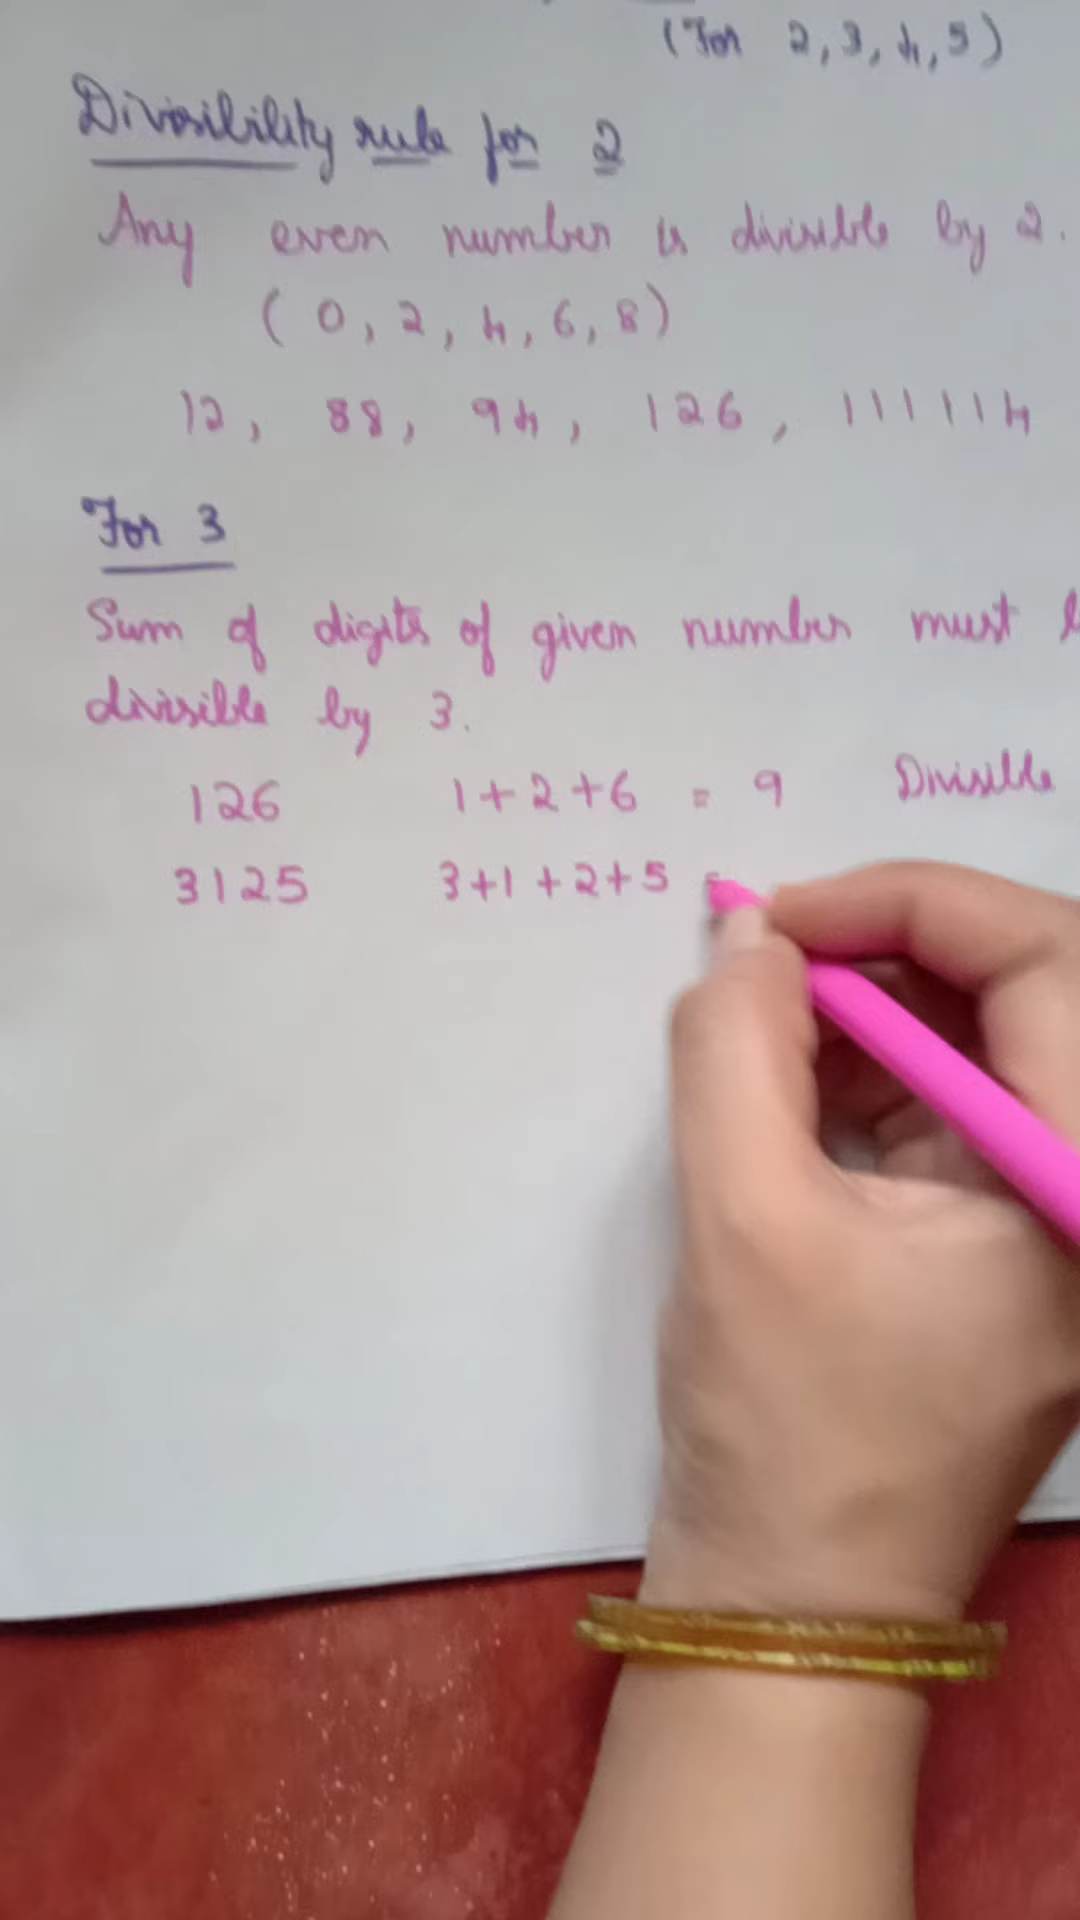 (For 2, 3, 4, 5)
Divisibility rule for 2
Any even number is divisible by 2.
(0, 2, 4, 6, 8)
12, 88, 94, 126, 111114
For 3
Sum of digits of given number must
divisible by 3.
126 1+2+6 = 9 Divisible
3125 3+1+2+5 =